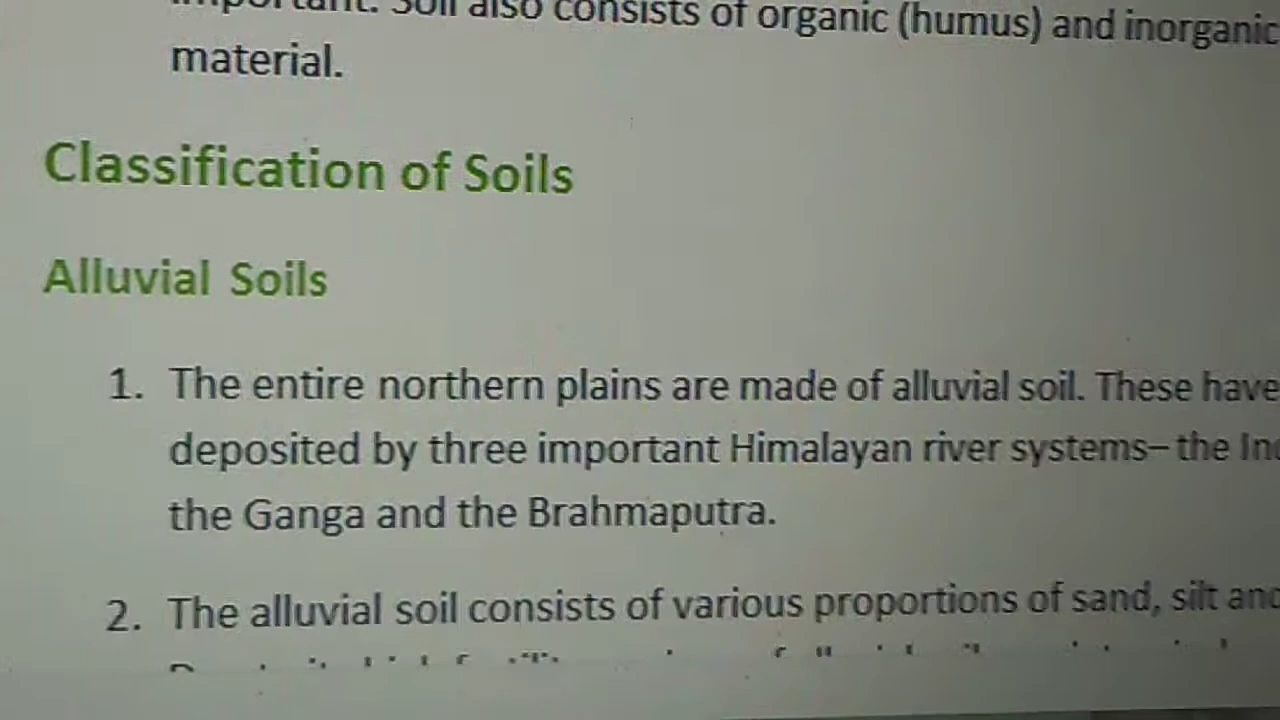 important. Soil also consists of organic (humus) and inorganic
material.
Classification of Soils
Alluvial Soils
1. The entire northern plains are made of alluvial soil. These have
deposited by three important Himalayan river systems– the
the Ganga and the Brahmaputra.
2. The alluvial soil consists of various proportions of sand, silt and